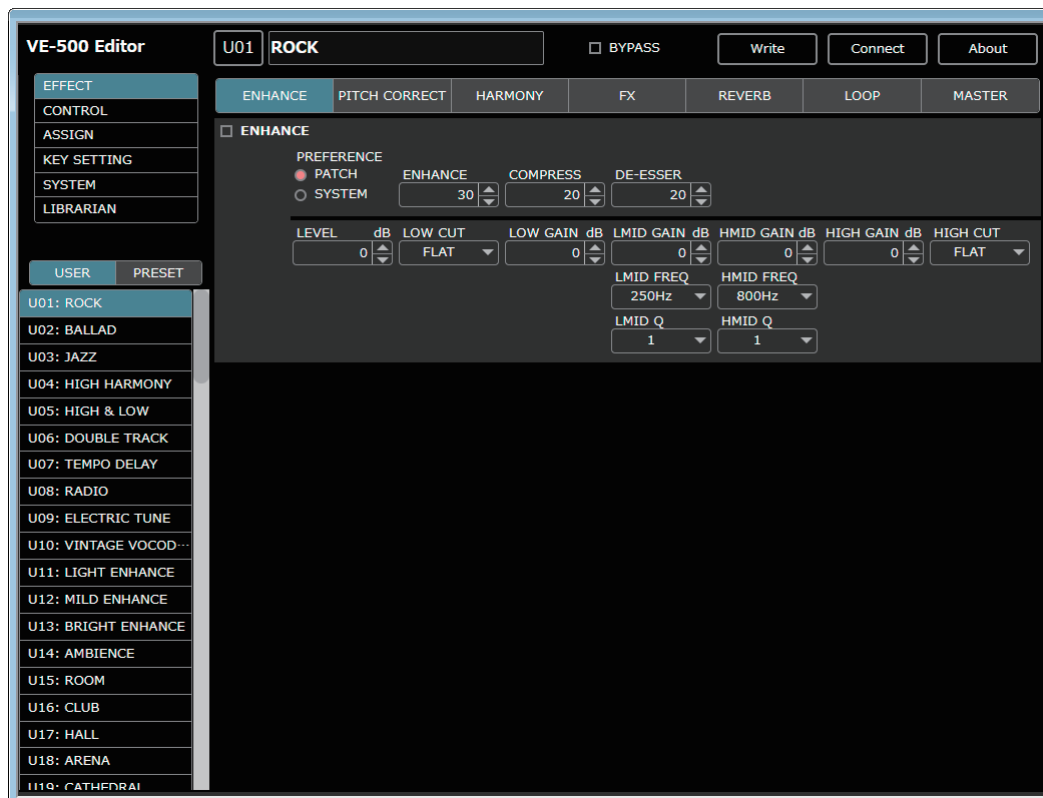 VE-500 Editor
U01 ROCK BYPASS Write Connect About
EFFECT
CONTROL
ASSIGN
KEY SETTING
SYSTEM
LIBRARIAN
USER PRESET
U01: ROCK
U02: BALLAD
U03: JAZZ
U04: HIGH HARMONY
U05: HIGH & LOW
U06: DOUBLE TRACK
U07: TEMPO DELAY
U08: RADIO
U09: ELECTRIC TUNE
U10: VINTAGE VOCOD···
U11: LIGHT ENHANCE
U12: MILD ENHANCE
U13: BRIGHT ENHANCE
U14: AMBIENCE
U15: ROOM
U16: CLUB
U17: HALL
U18: ARENA
U19: CATHEDRAL
ENHANCE PITCH CORRECT HARMONY FX REVERB LOOP MASTER
ENHANCE
PREFERENCE
PATCH ENHANCE COMPRESS DE-ESSER
SYSTEM 30 20 20
LEVEL dB LOW CUT LOW GAIN dB LMID GAIN dB HMID GAIN dB HIGH GAIN dB HIGH CUT
0 FLAT 0 0 0 0 FLAT
LMID FREQ HMID FREQ
250Hz 800Hz
LMID Q HMID Q
1 1